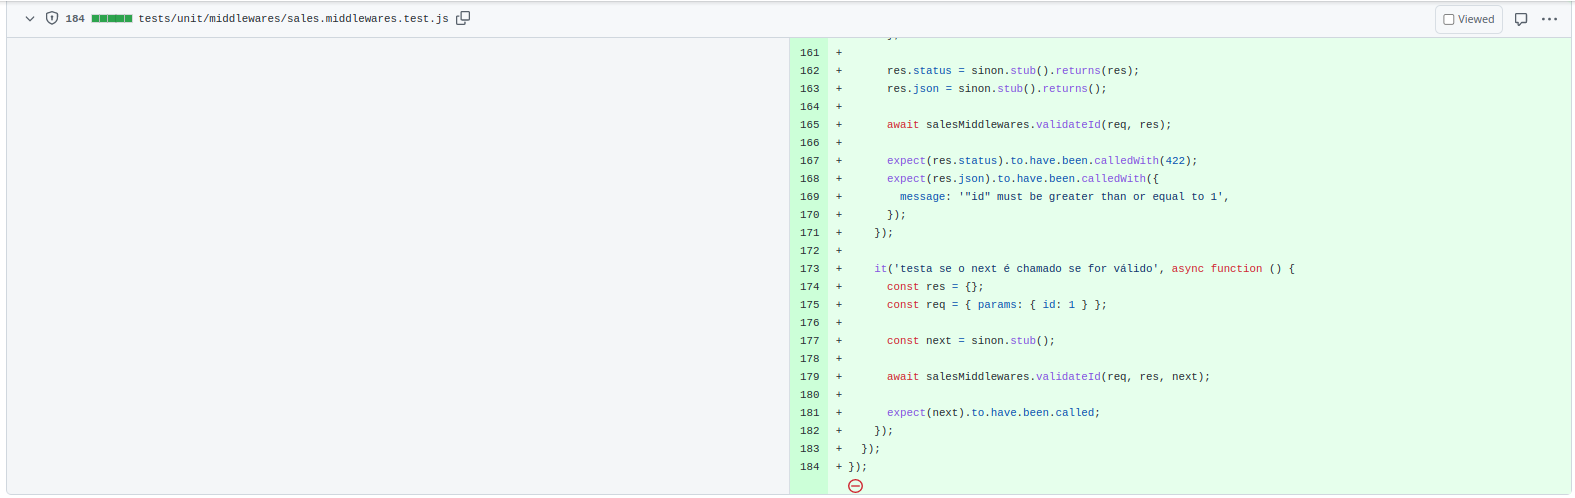 184 tests/unit/middlewares/sales.middlewares.test.js Viewed
161 +
162 + res.status = sinon.stub().returns(res);
163 + res.json = sinon.stub().returns();
164 +
165 + await salesMiddlewares.validateId(req, res);
166 +
167 + expect(res.status).to.have.been.calledWith(422);
168 + expect(res.json).to.have.been.calledWith({
169 + message: '"id" must be greater than or equal to 1',
170 + });
171 + });
172 +
173 + it('testa se o next é chamado se for válido', async function () {
174 + const res = {};
175 + const req = { params: { id: 1 } };
176 +
177 + const next = sinon.stub();
178 +
179 + await salesMiddlewares.validateId(req, res, next);
180 +
181 + expect(next).to.have.been.called;
182 + });
183 + });
184 + });